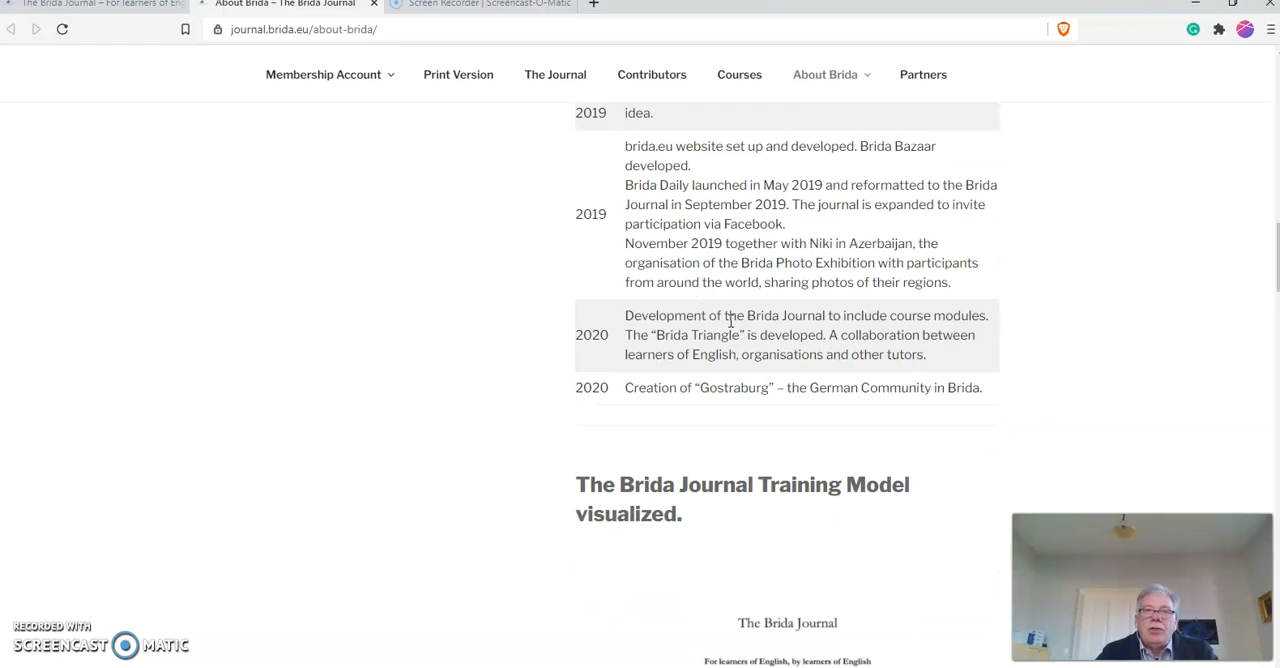 The Brida Journal – For learners of Eng
About Brida – The Brida Journal
Screen Recorder | Screencast-O-Matic
journal.brida.eu/about-brida/
Membership Account
Print Version
The Journal
Contributors
Courses
About Brida
Partners
2019 idea.
brida.eu website set up and developed. Brida Bazaar
developed.
Brida Daily launched in May 2019 and reformatted to the Brida
2019 Journal in September 2019. The journal is expanded to invite
participation via Facebook.
November 2019 together with Niki in Azerbaijan, the
organisation of the Brida Photo Exhibition with participants
from around the world, sharing photos of their regions.
Development of the Brida Journal to include course modules.
2020 The “Brida Triangle” is developed. A collaboration between
learners of English, organisations and other tutors.
2020 Creation of “Gostraburg” – the German Community in Brida.
The Brida Journal Training Model
visualized.
The Brida Journal
For learners of English, by learners of English
RECORDED WITH
SCREENCAST MATIC